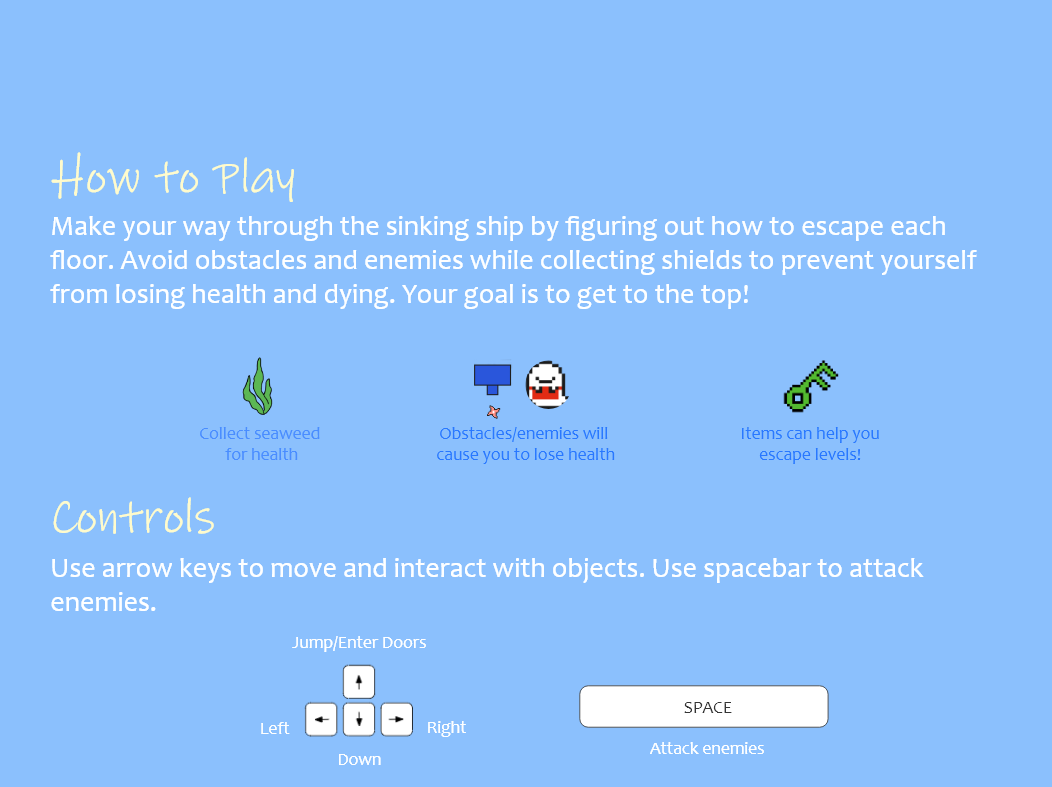 How to Play
Make your way through the sinking ship by figuring out how to escape each
floor. Avoid obstacles and enemies while collecting shields to prevent yourself
from losing health and dying. Your goal is to get to the top!
Collect seaweed
for health
Obstacles/enemies will
cause you to lose health
Items can help you
escape levels!
Controls
Use arrow keys to move and interact with objects. Use spacebar to attack
enemies.
Jump/Enter Doors
Left
Right
Down
SPACE
Attack enemies